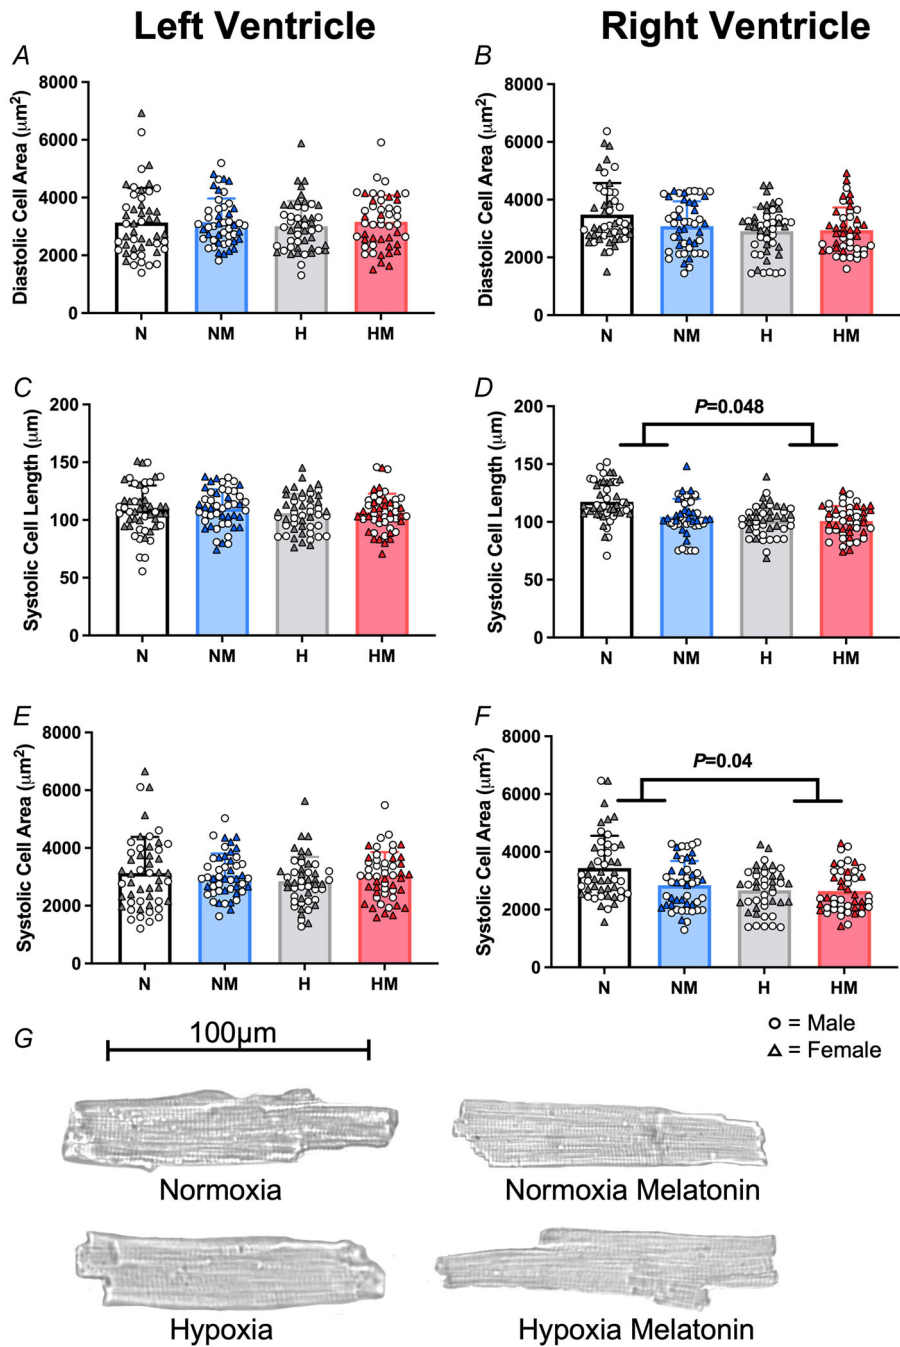 Left Ventricle
Right Ventricle
A
Diastolic Cell Area (μm²)
8000
6000
4000
2000
0
N NM H HM
B
Diastolic Cell Area (μm²)
8000
6000
4000
2000
0
N NM H HM
C
Systolic Cell Length (μm)
200
150
100
50
0
N NM H HM
D
Systolic Cell Length (μm)
200
150
100
50
0
P=0.048
N NM H HM
E
Systolic Cell Area (μm²)
8000
6000
4000
2000
0
N NM H HM
F
Systolic Cell Area (μm²)
8000
6000
4000
2000
0
P=0.04
N NM H HM
= Male
= Female
G
100μm
Normoxia
Normoxia Melatonin
Hypoxia
Hypoxia Melatonin